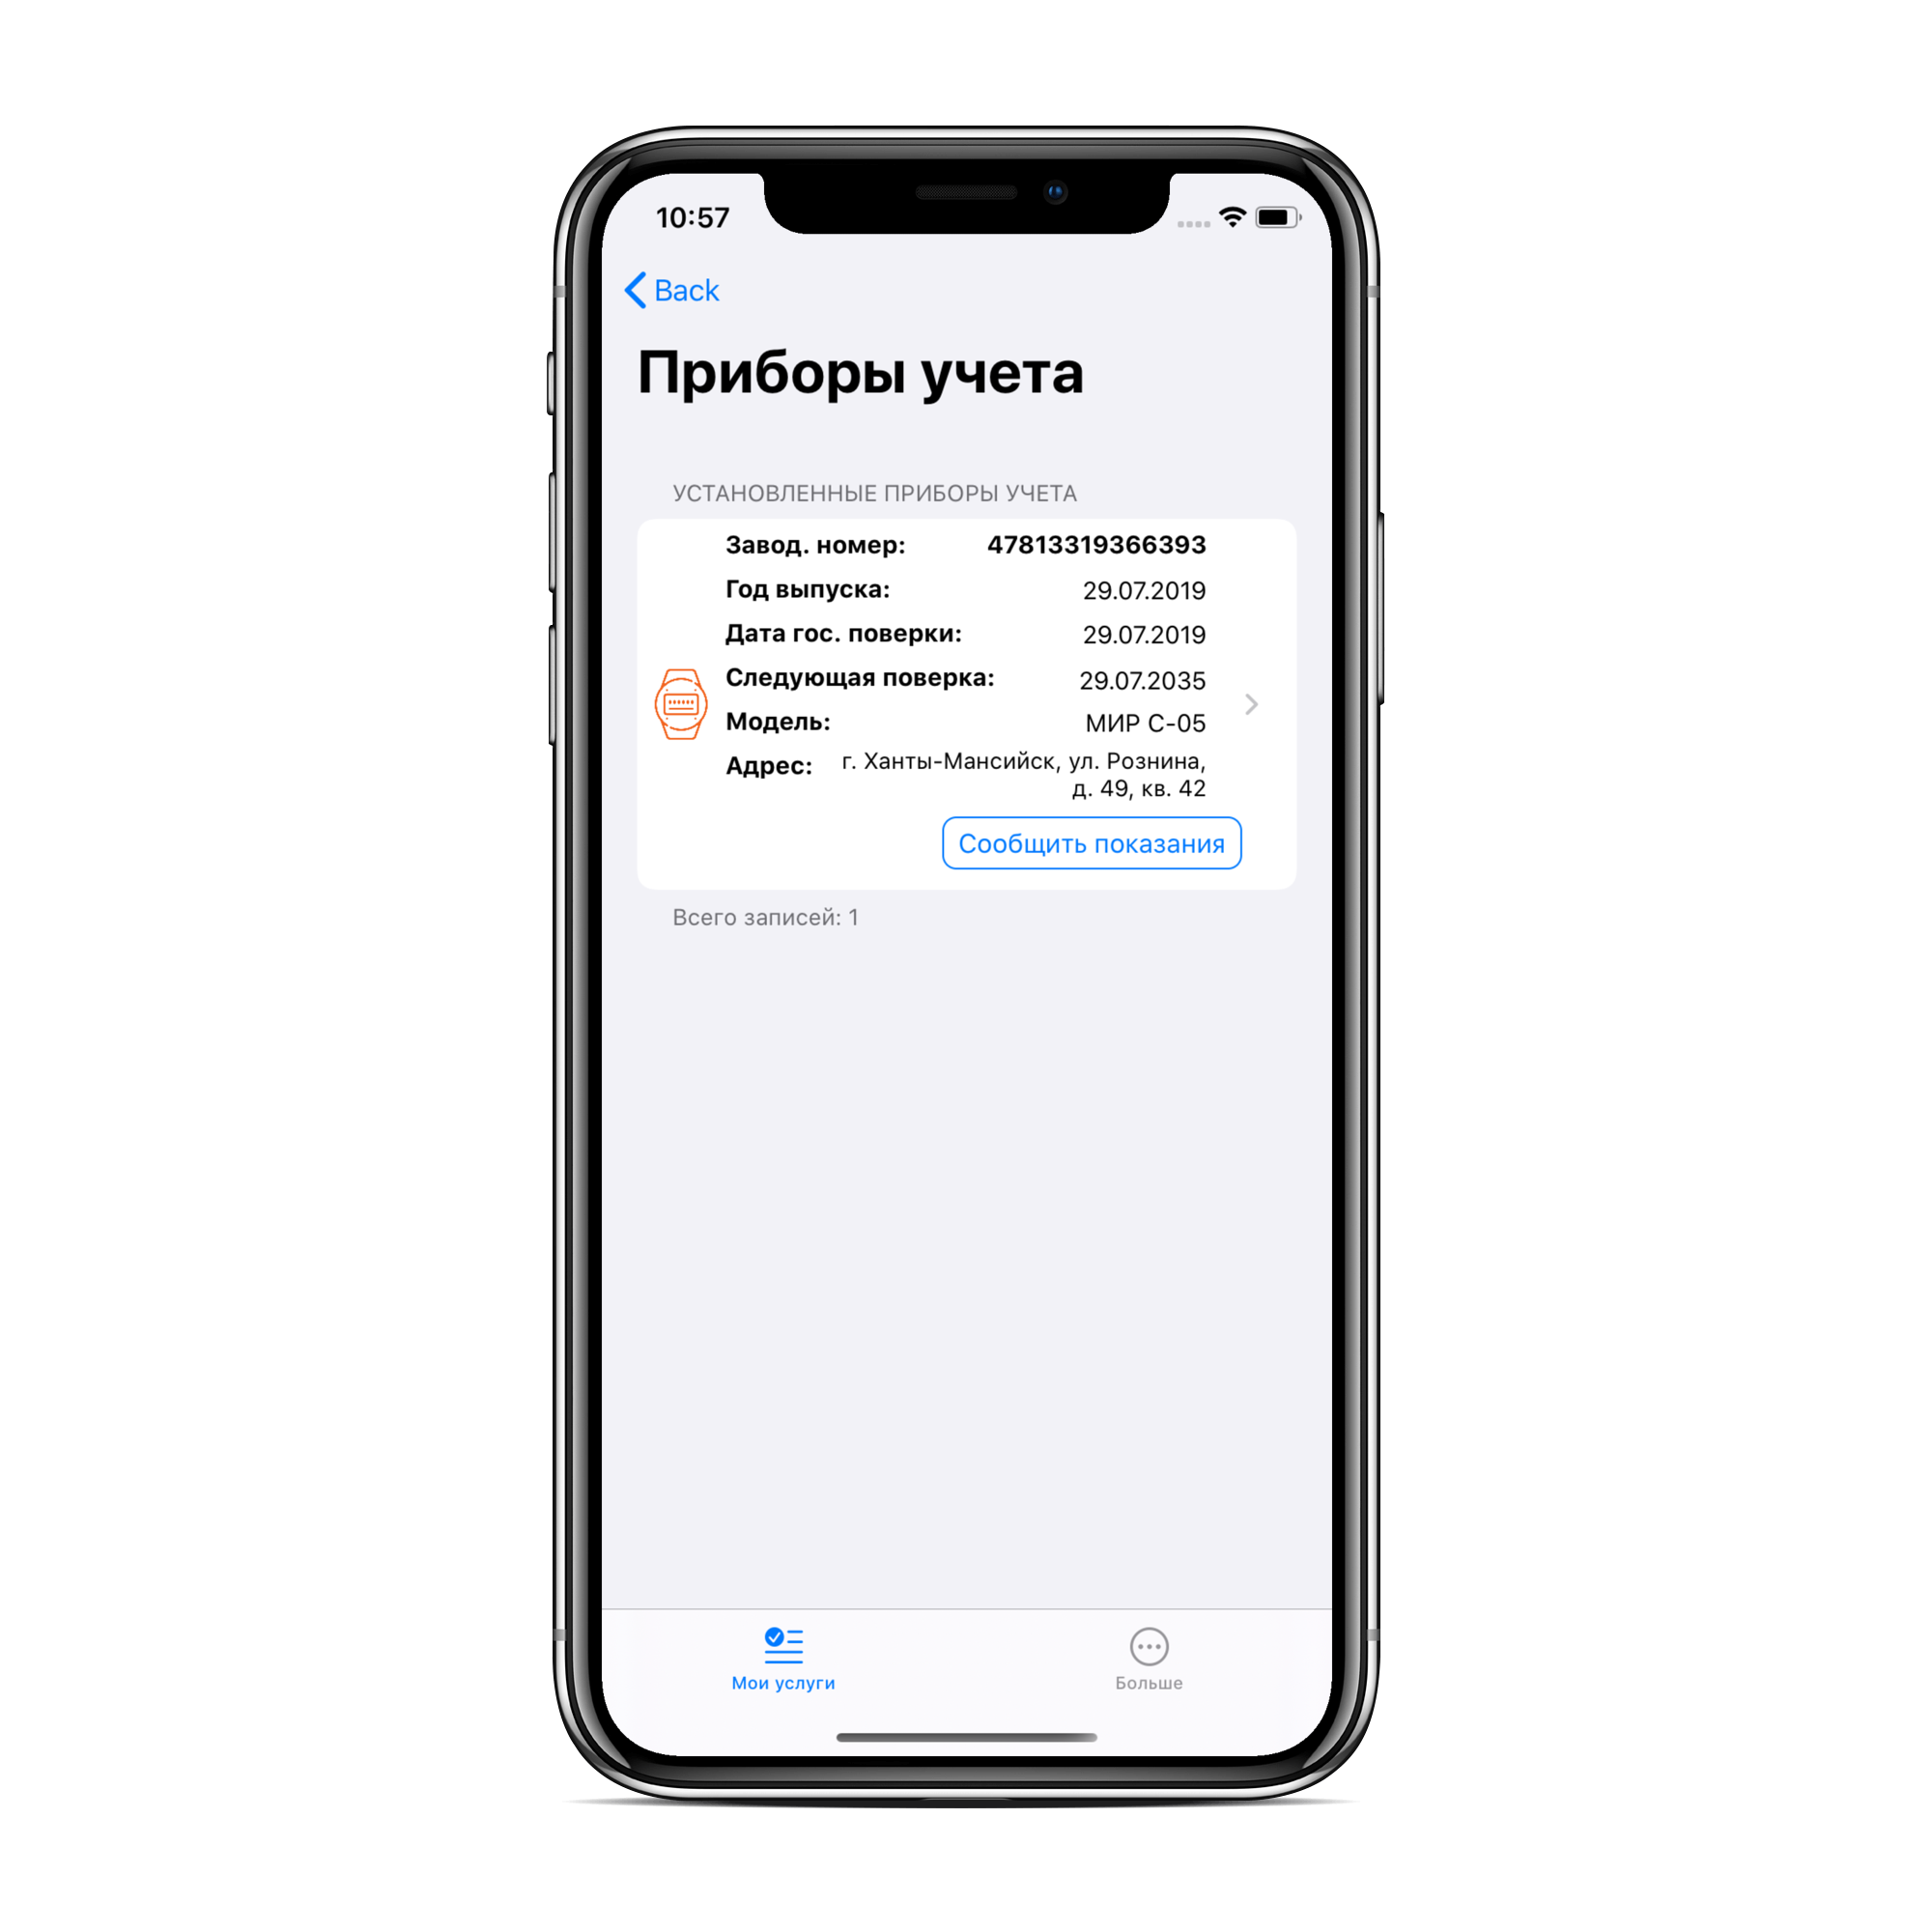 10:57
Back
Приборы учета
УСТАНОВЛЕННЫЕ ПРИБОРЫ УЧЕТА
Завод. номер: 47813319366393
Год выпуска: 29.07.2019
Дата гос. поверки: 29.07.2019
Следующая поверка: 29.07.2035
Модель: МИР С-05
Адрес: г. Ханты-Мансийск, ул. Рознина,
д. 49, кв. 42
Сообщить показания
Всего записей: 1
Мои услуги
Больше